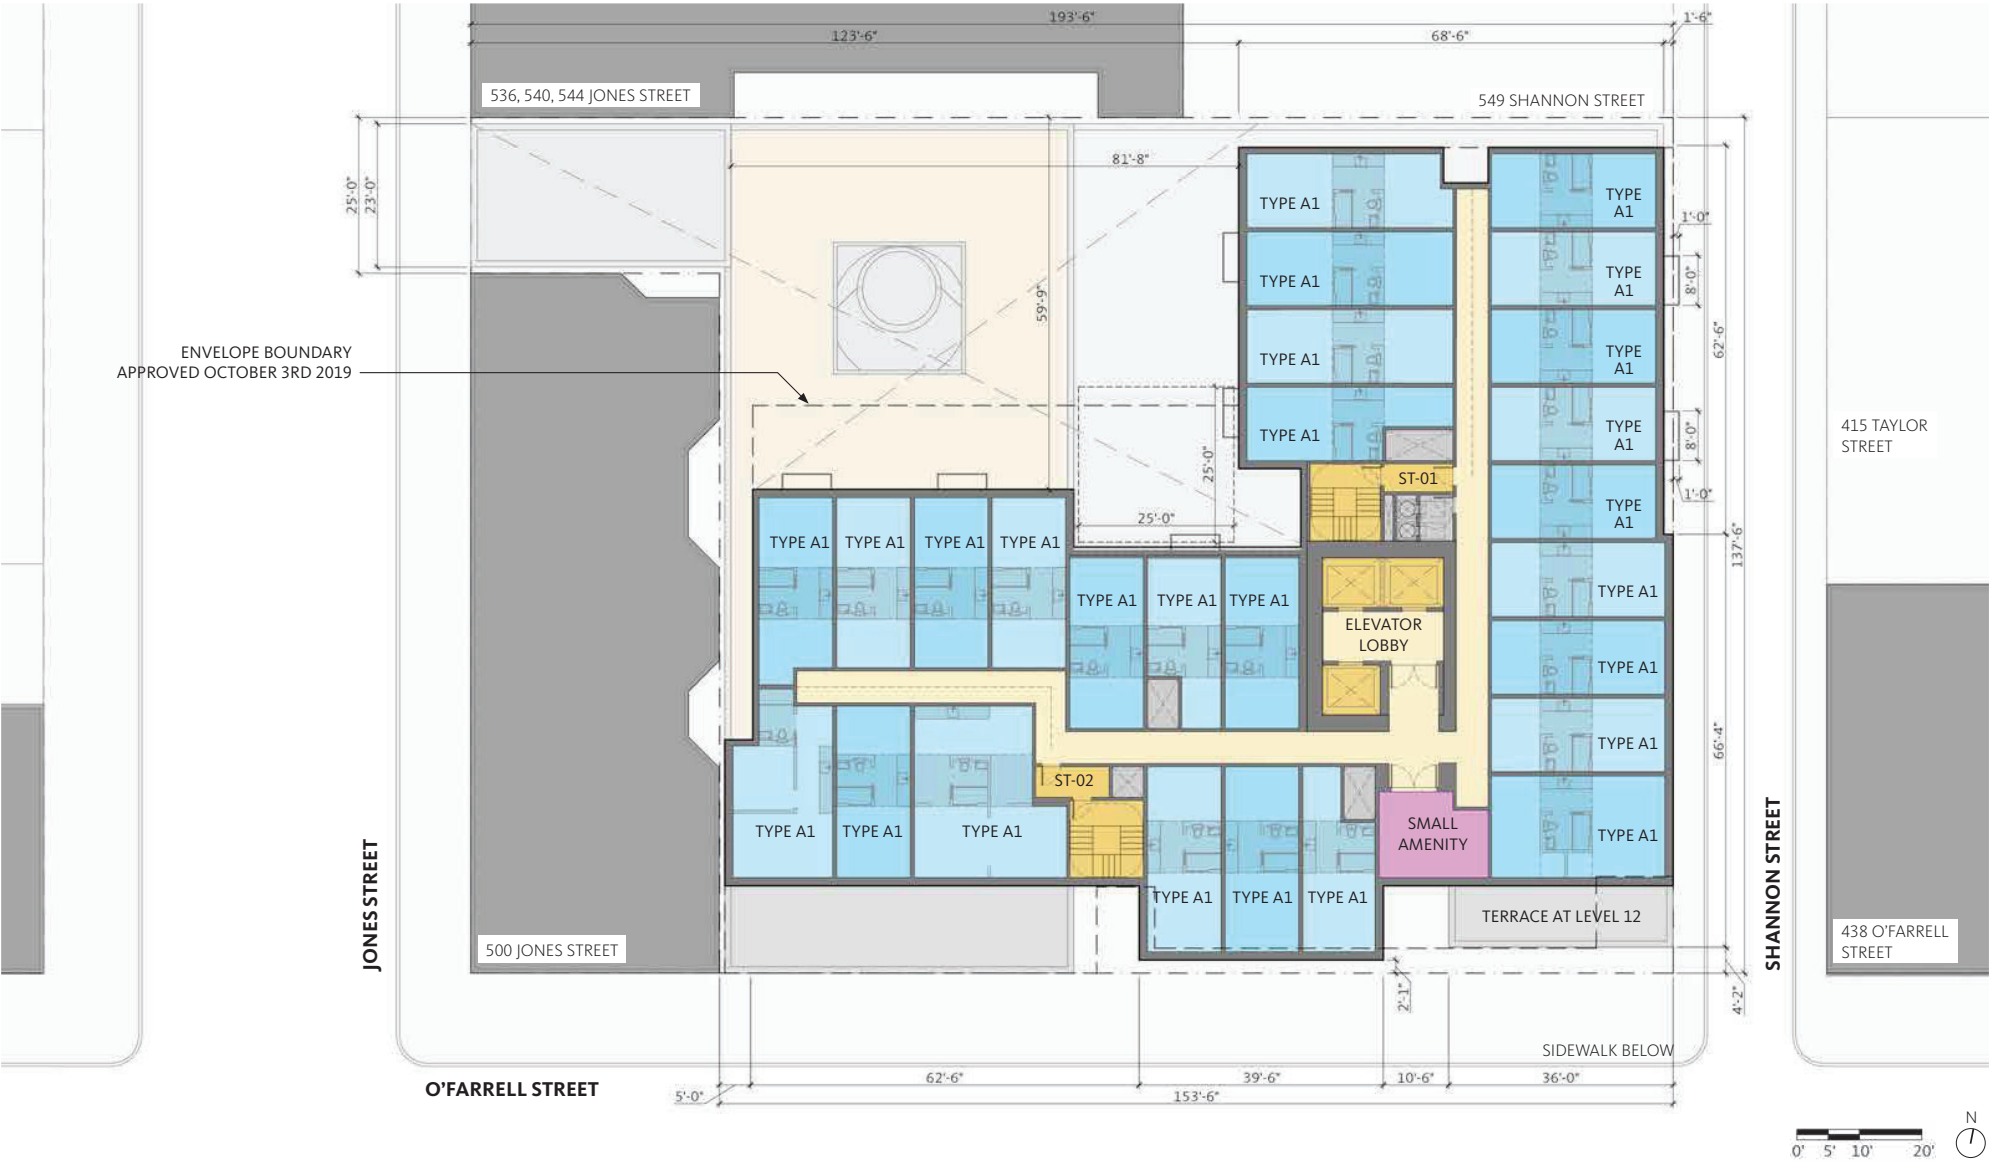 193'-6"
1'-6"
123'-6"
68'-6"
536, 540, 544 JONES STREET
549 SHANNON STREET
81'-8"
25'-0"
23'-0"
59'-9"
TYPE A1
TYPE
A1
1'-0"
TYPE A1
TYPE
A1
8'-0"
ENVELOPE BOUNDARY
APPROVED OCTOBER 3RD 2019
TYPE A1
TYPE
A1
62'-6"
TYPE A1
TYPE
A1
8'-0"
415 TAYLOR
STREET
25'-0"
25'-0"
ST-01
TYPE
A1
1'-0"
137'-6"
TYPE A1
TYPE A1
TYPE A1
TYPE A1
TYPE A1
TYPE A1
TYPE A1
TYPE A1
ELEVATOR
LOBBY
TYPE A1
TYPE A1
66'-4"
ST-02
TYPE A1
TYPE A1
TYPE A1
SMALL
AMENITY
TYPE A1
TYPE A1
TYPE A1
TYPE A1
TERRACE AT LEVEL 12
JONES STREET
500 JONES STREET
SHANNON STREET
438 O'FARRELL
STREET
2'-1"
4'-2"
SIDEWALK BELOW
O'FARRELL STREET
62'-6"
39'-6"
10'-6"
36'-0"
5'-0"
153'-6"
N
0' 5' 10' 20'